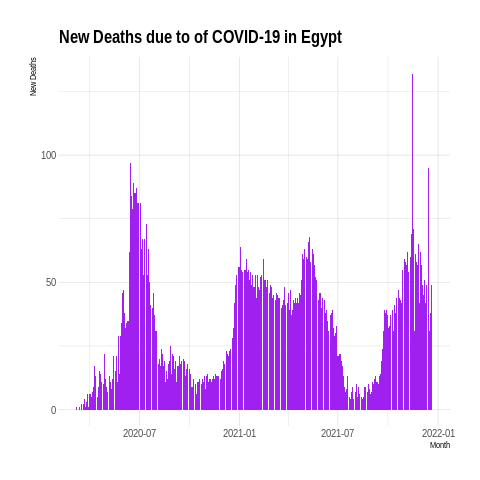 New Deaths due to of COVID-19 in Egypt
New Deaths
100
50
0
2020-07
2021-01
2021-07
2022-01
Month